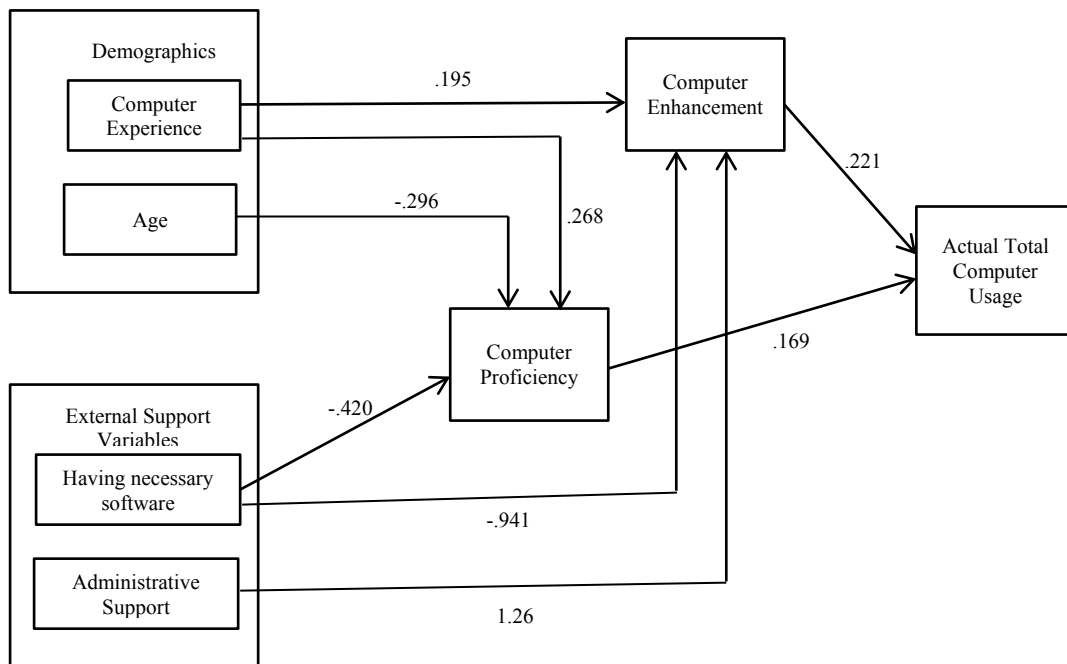 Demographics
Computer
Experience
Age
.195
-.296
.268
Computer
Enhancement
.221
Actual Total
Computer
Usage
Computer
Proficiency
.169
External Support
Variables
Having necessary
software
-.420
-.941
Administrative
Support
1.26